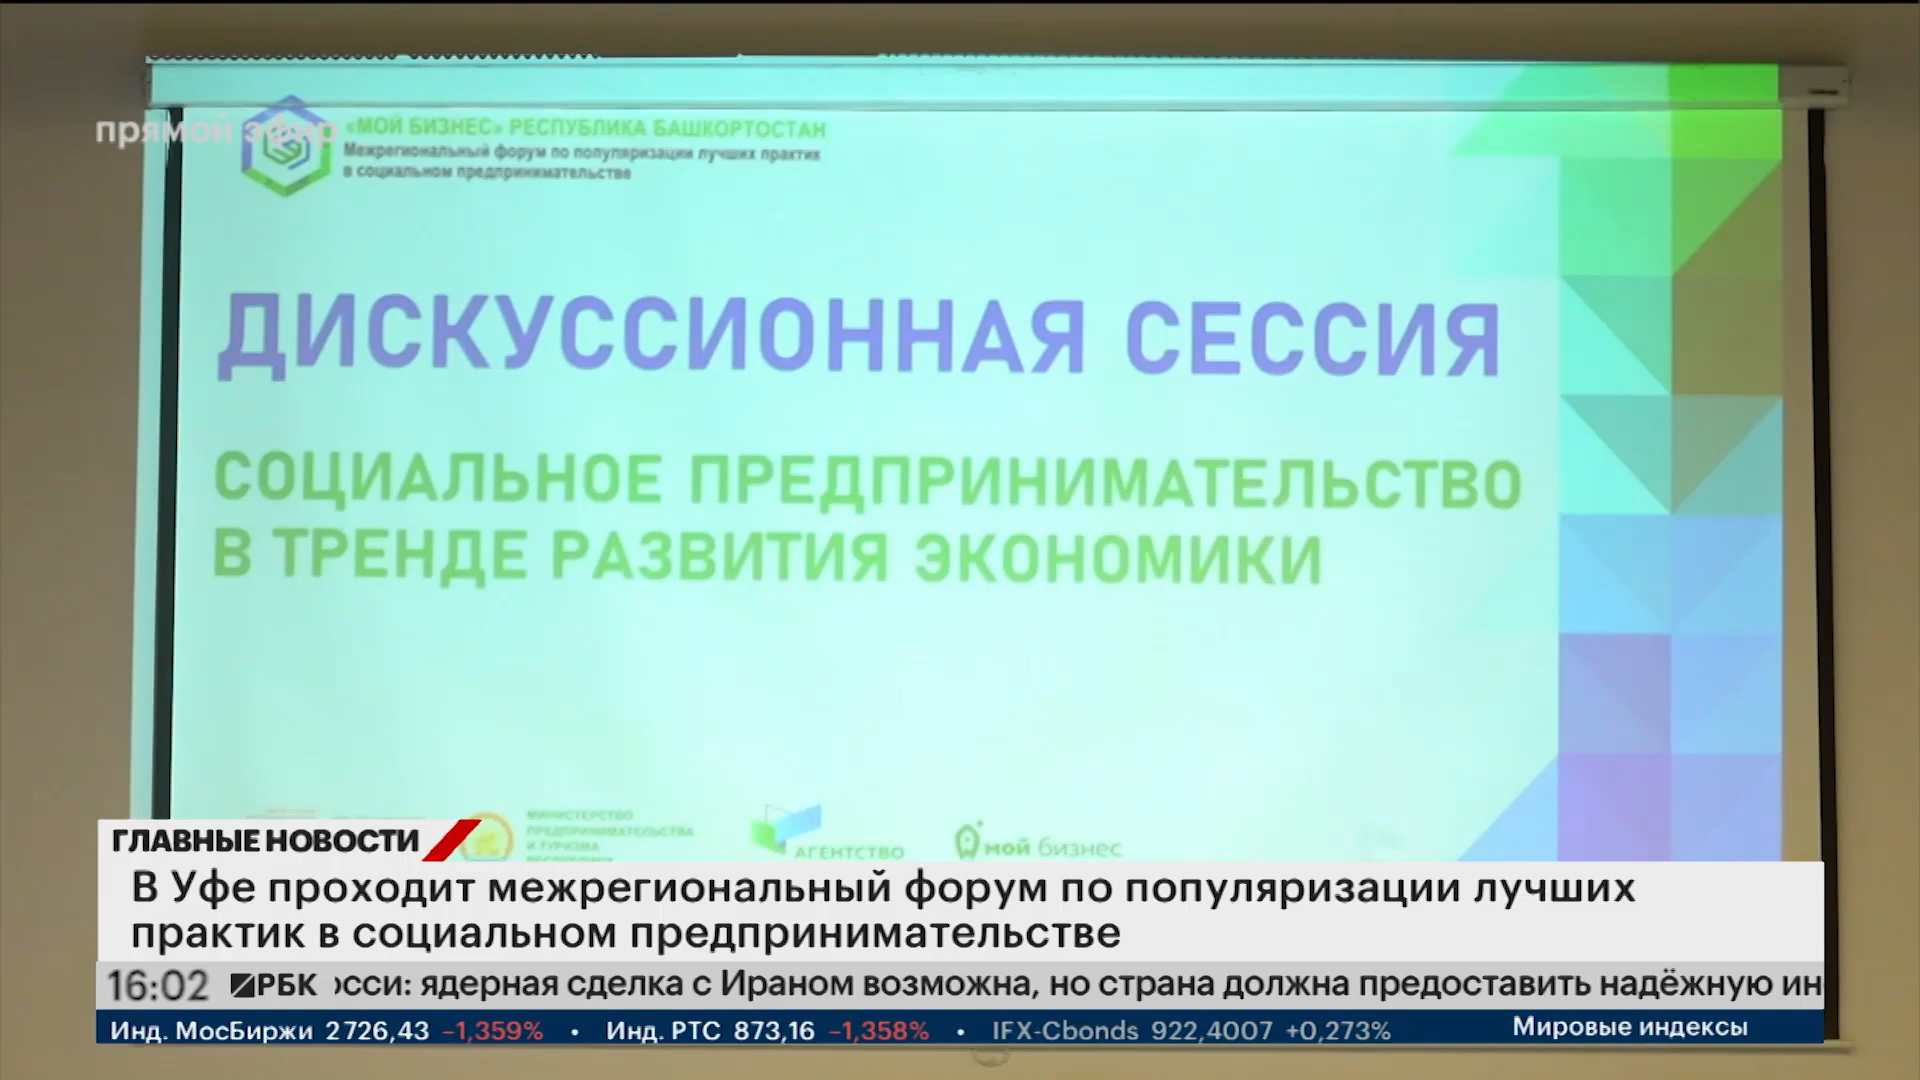 прямой эфир
«МОЙ БИЗНЕС» РЕСПУБЛИКА БАШКОРТОСТАН
Межрегиональный форум по популяризации лучших практик
в социальном предпринимательстве
ДИСКУССИОННАЯ СЕССИЯ
СОЦИАЛЬНОЕ ПРЕДПРИНИМАТЕЛЬСТВО
В ТРЕНДЕ РАЗВИТИЯ ЭКОНОМИКИ
МИНИСТЕРСТВО
ПРЕДПРИНИМАТЕЛЬСТВА
И ТУРИЗМА
АГЕНТСТВО
мой бизнес
ГЛАВНЫЕ НОВОСТИ
В Уфе проходит межрегиональный форум по популяризации лучших
практик в социальном предпринимательстве
16:02 РБК осси: ядерная сделка с Ираном возможна, но страна должна предоставить надёжную ин
Инд. МосБиржи 2 726,43 -1,359% • Инд. РТС 873,16 -1,358% • IFX-Cbonds 922,4007 +0,273% Мировые индексы